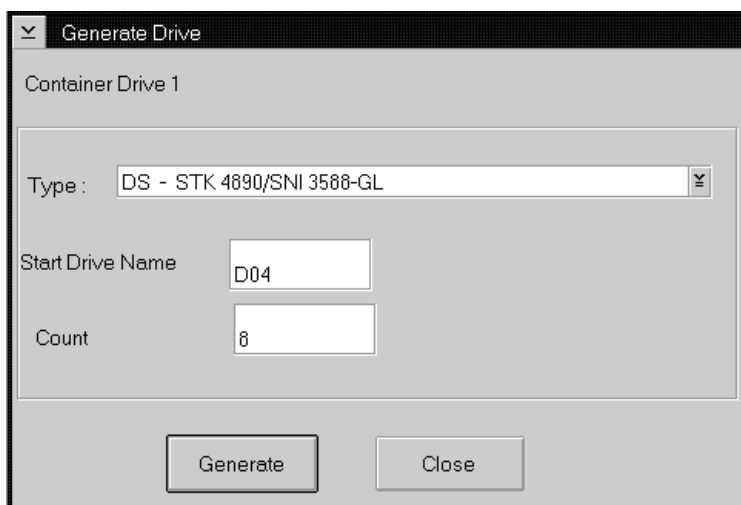 Generate Drive
Container Drive 1
Type : DS - STK 4890/SNI 3588-GL
Start Drive Name D04
Count 8
Generate Close